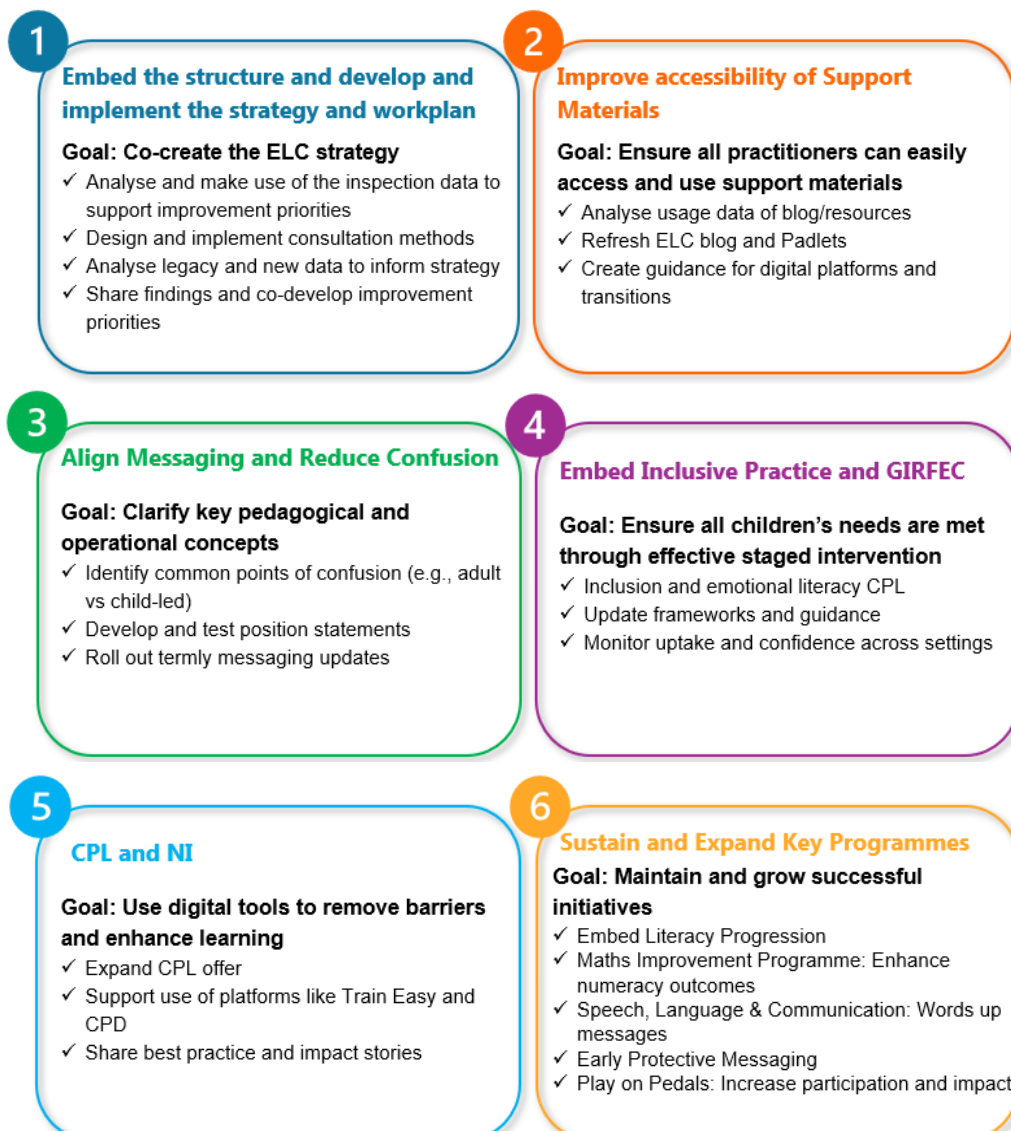 1
Embed the structure and develop and
implement the strategy and workplan
Goal: Co-create the ELC strategy
✓ Analyse and make use of the inspection data to
support improvement priorities
✓ Design and implement consultation methods
✓ Analyse legacy and new data to inform strategy
✓ Share findings and co-develop improvement
priorities
2
Improve accessibility of Support
Materials
Goal: Ensure all practitioners can easily
access and use support materials
✓ Analyse usage data of blog/resources
✓ Refresh ELC blog and Padlets
✓ Create guidance for digital platforms and
transitions
3
Align Messaging and Reduce Confusion
Goal: Clarify key pedagogical and
operational concepts
✓ Identify common points of confusion (e.g., adult
vs child-led)
✓ Develop and test position statements
✓ Roll out termly messaging updates
4
Embed Inclusive Practice and GIRFEC
Goal: Ensure all children’s needs are met
through effective staged intervention
✓ Inclusion and emotional literacy CPL
✓ Update frameworks and guidance
✓ Monitor uptake and confidence across settings
5
CPL and NI
Goal: Use digital tools to remove barriers
and enhance learning
✓ Expand CPL offer
✓ Support use of platforms like Train Easy and
CPD
✓ Share best practice and impact stories
6
Sustain and Expand Key Programmes
Goal: Maintain and grow successful
initiatives
✓ Embed Literacy Progression
✓ Maths Improvement Programme: Enhance
numeracy outcomes
✓ Speech, Language & Communication: Words up
messages
✓ Early Protective Messaging
✓ Play on Pedals: Increase participation and impact